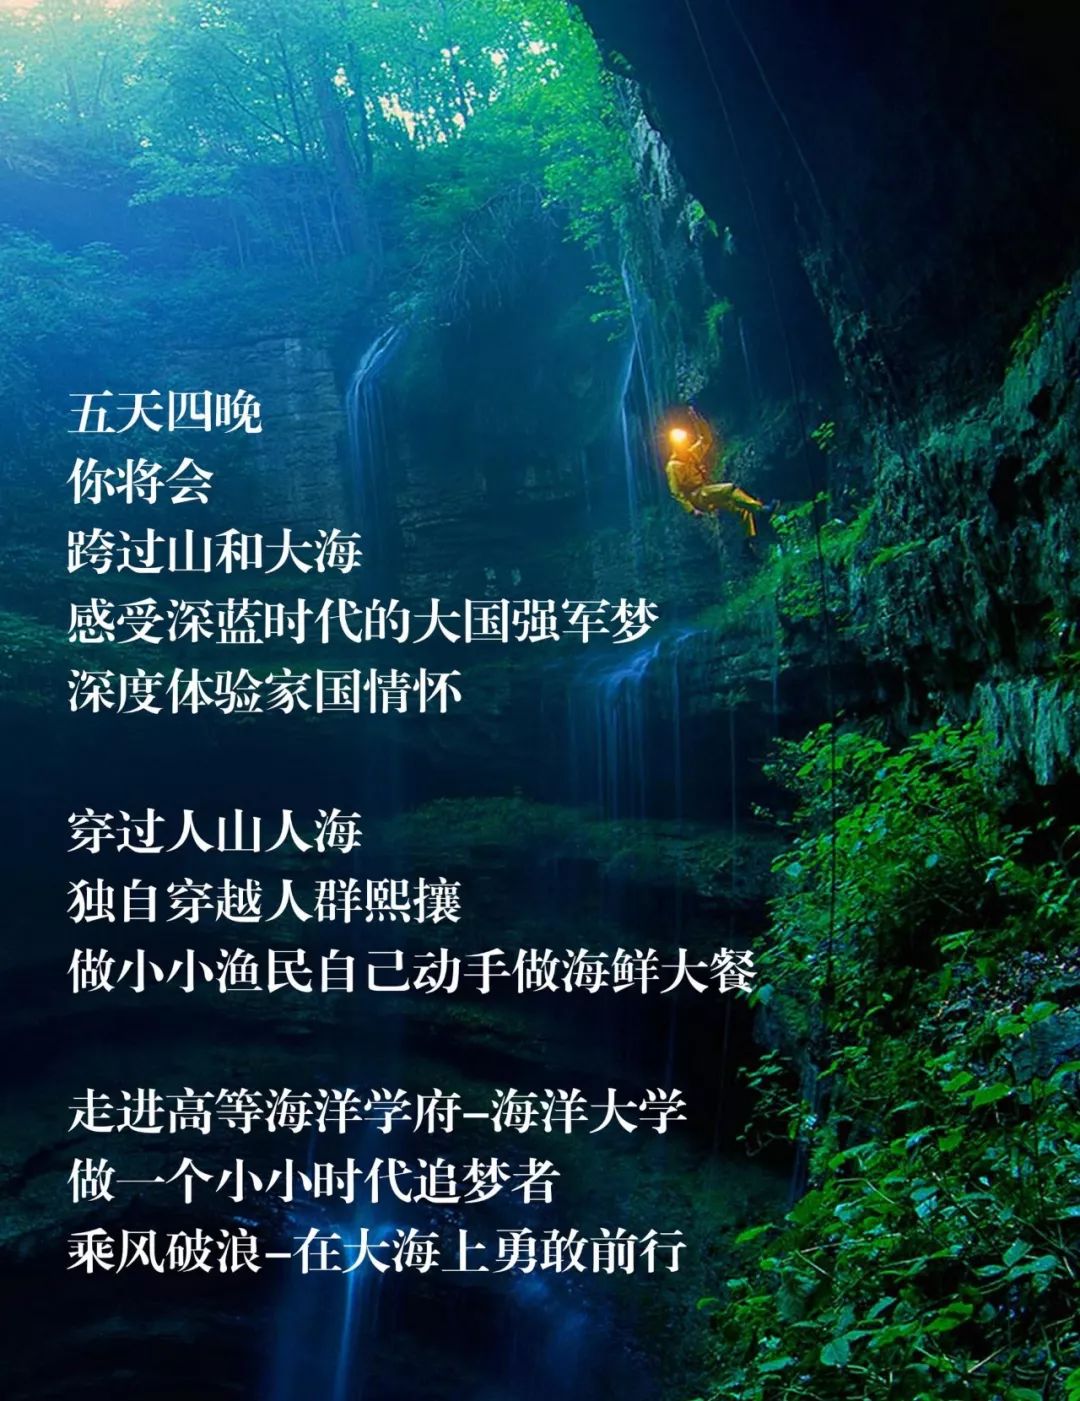 五天四晚
你将会
跨过山和大海
感受深蓝时代的大国强军梦
深度体验家国情怀
穿过人山人海
独自穿越人群熙攘
做小小渔民自己动手做海鲜大餐
走进高等海洋学府-海洋大学
做一个小小时代追梦者
乘风破浪-在大海上勇敢前行